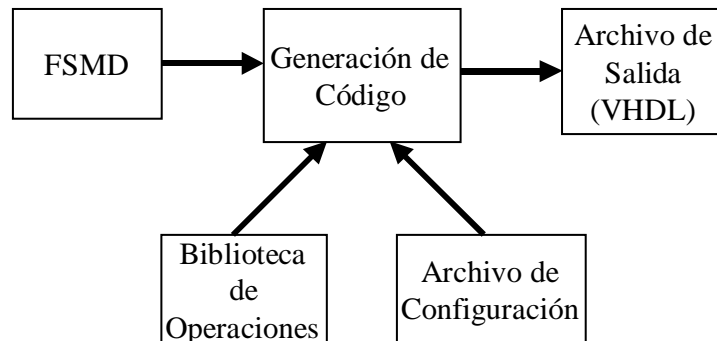 FSMD
Generación de
Código
Archivo de
Salida
(VHDL)
Biblioteca
de
Operaciones
Archivo de
Configuración